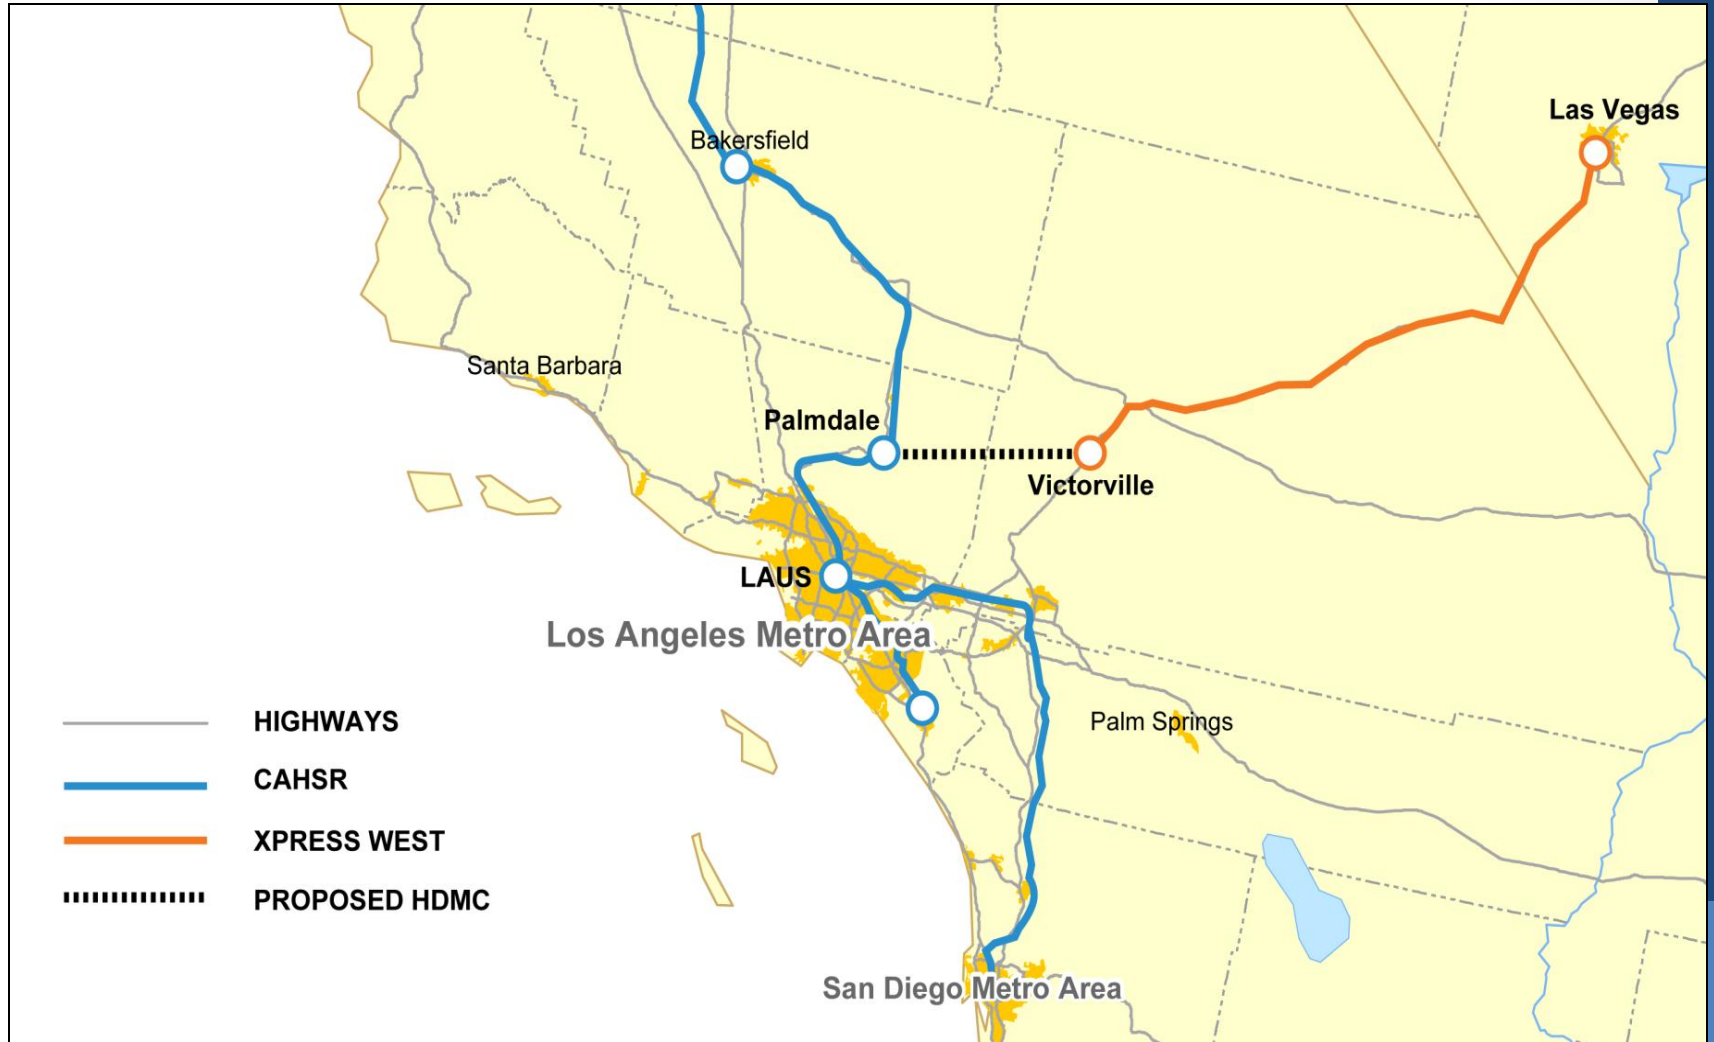 Las Vegas
Bakersfield
Santa Barbara
Palmdale
Victorville
LAUS
Los Angeles Metro Area
Palm Springs
San Diego Metro Area
HIGHWAYS
CAHSR
XPRESS WEST
PROPOSED HDMC